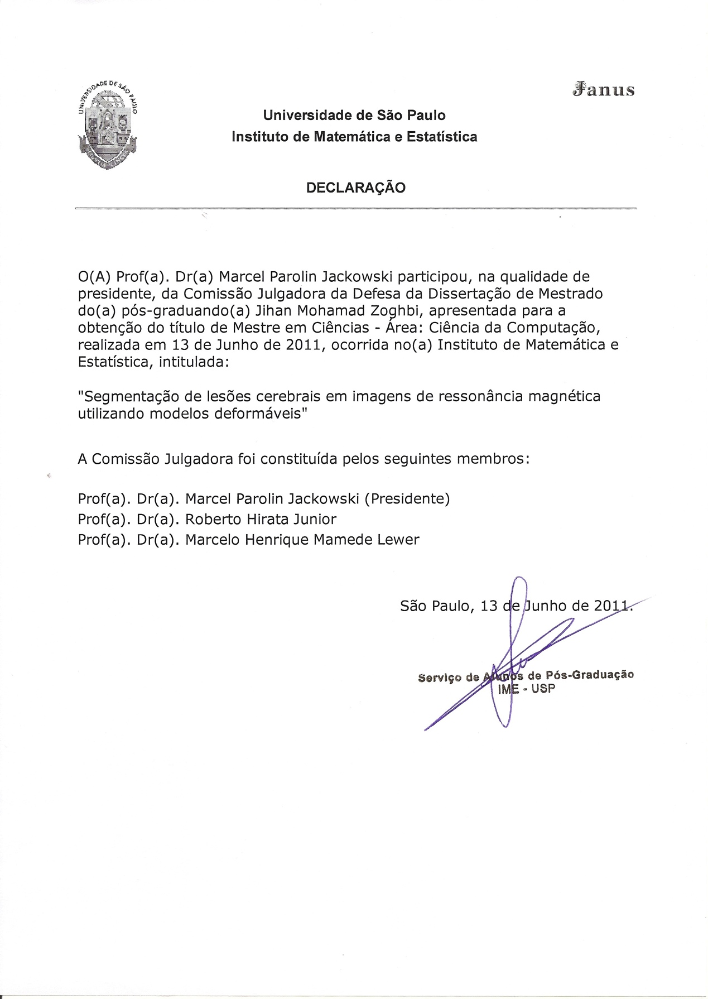 UNIVERSIDADE DE SÃO PAULO
Janus
Universidade de São Paulo
Instituto de Matemática e Estatística
DECLARAÇÃO
O(A) Prof(a). Dr(a) Marcel Parolin Jackowski participou, na qualidade de
presidente, da Comissão Julgadora da Defesa da Dissertação de Mestrado
do(a) pós-graduando(a) Jihan Mohamad Zoghbi, apresentada para a
obtenção do título de Mestre em Ciências - Área: Ciência da Computação,
realizada em 13 de Junho de 2011, ocorrida no(a) Instituto de Matemática e
Estatística, intitulada:
"Segmentação de lesões cerebrais em imagens de ressonância magnética
utilizando modelos deformáveis"
A Comissão Julgadora foi constituída pelos seguintes membros:
Prof(a). Dr(a). Marcel Parolin Jackowski (Presidente)
Prof(a). Dr(a). Roberto Hirata Junior
Prof(a). Dr(a). Marcelo Henrique Mamede Lewer
São Paulo, 13 de Junho de 2011.
Serviço de Alunos de Pós-Graduação
IME - USP